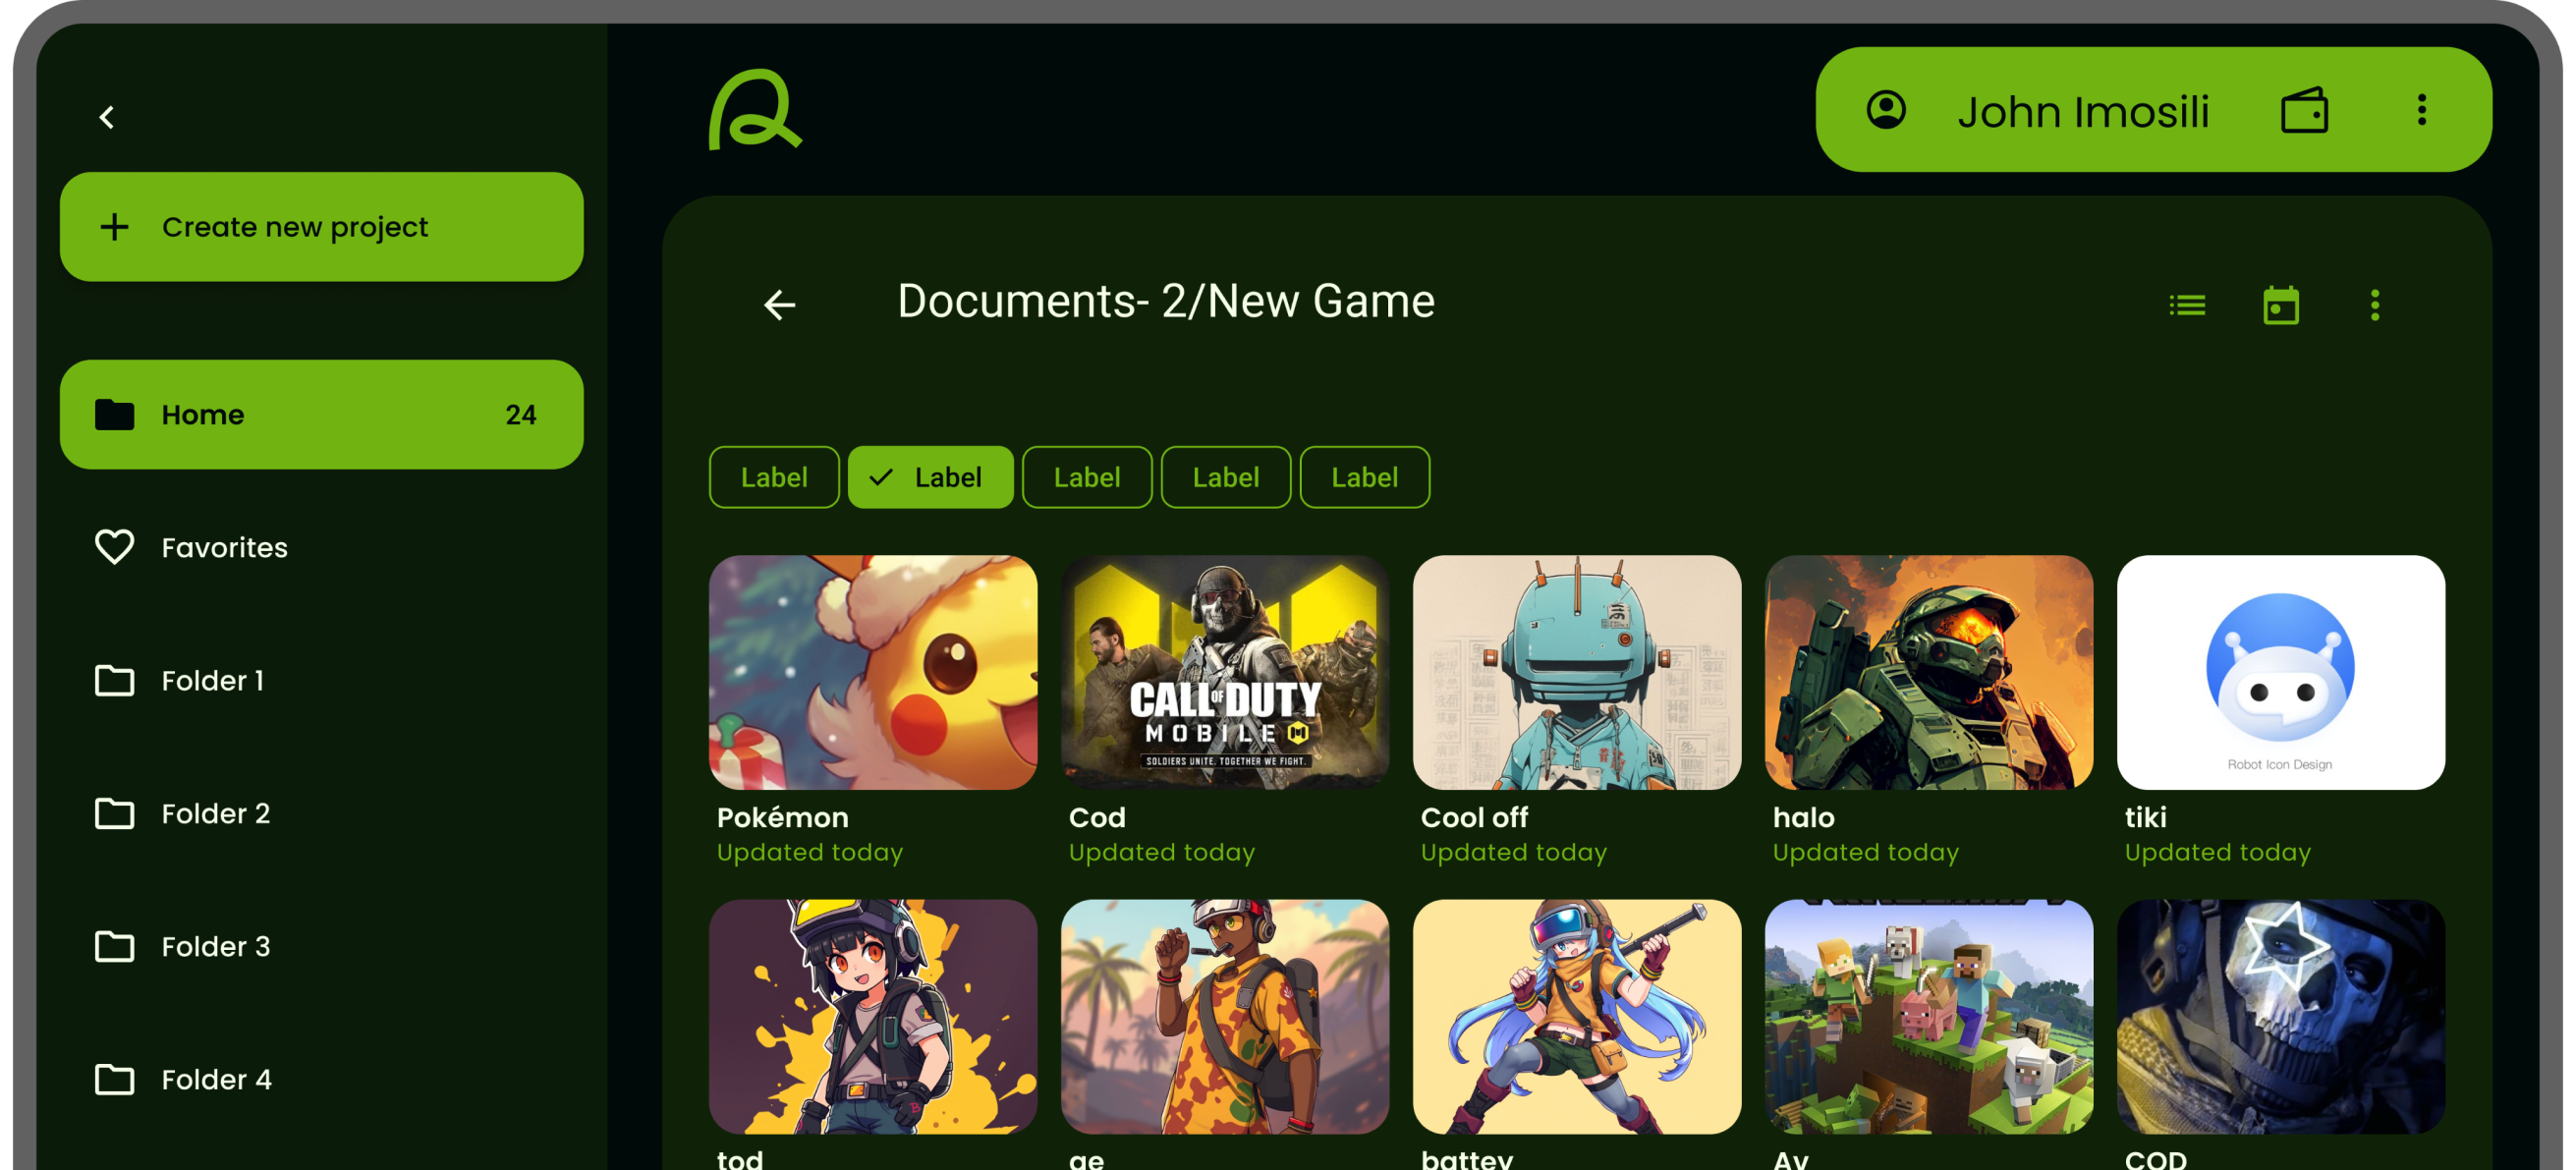 John Imosili
Create new project
Documents- 2/New Game
Home 24
Label Label Label Label Label
Favorites
Folder 1
Folder 2
Folder 3
Folder 4
CALL OF DUTY
MOBILE
SOLDIERS UNITE. TOGETHER WE FIGHT.
Robot Icon Design
Pokémon Cod Cool off halo tiki
Updated today Updated today Updated today Updated today Updated today
tod ge battey Ay COD